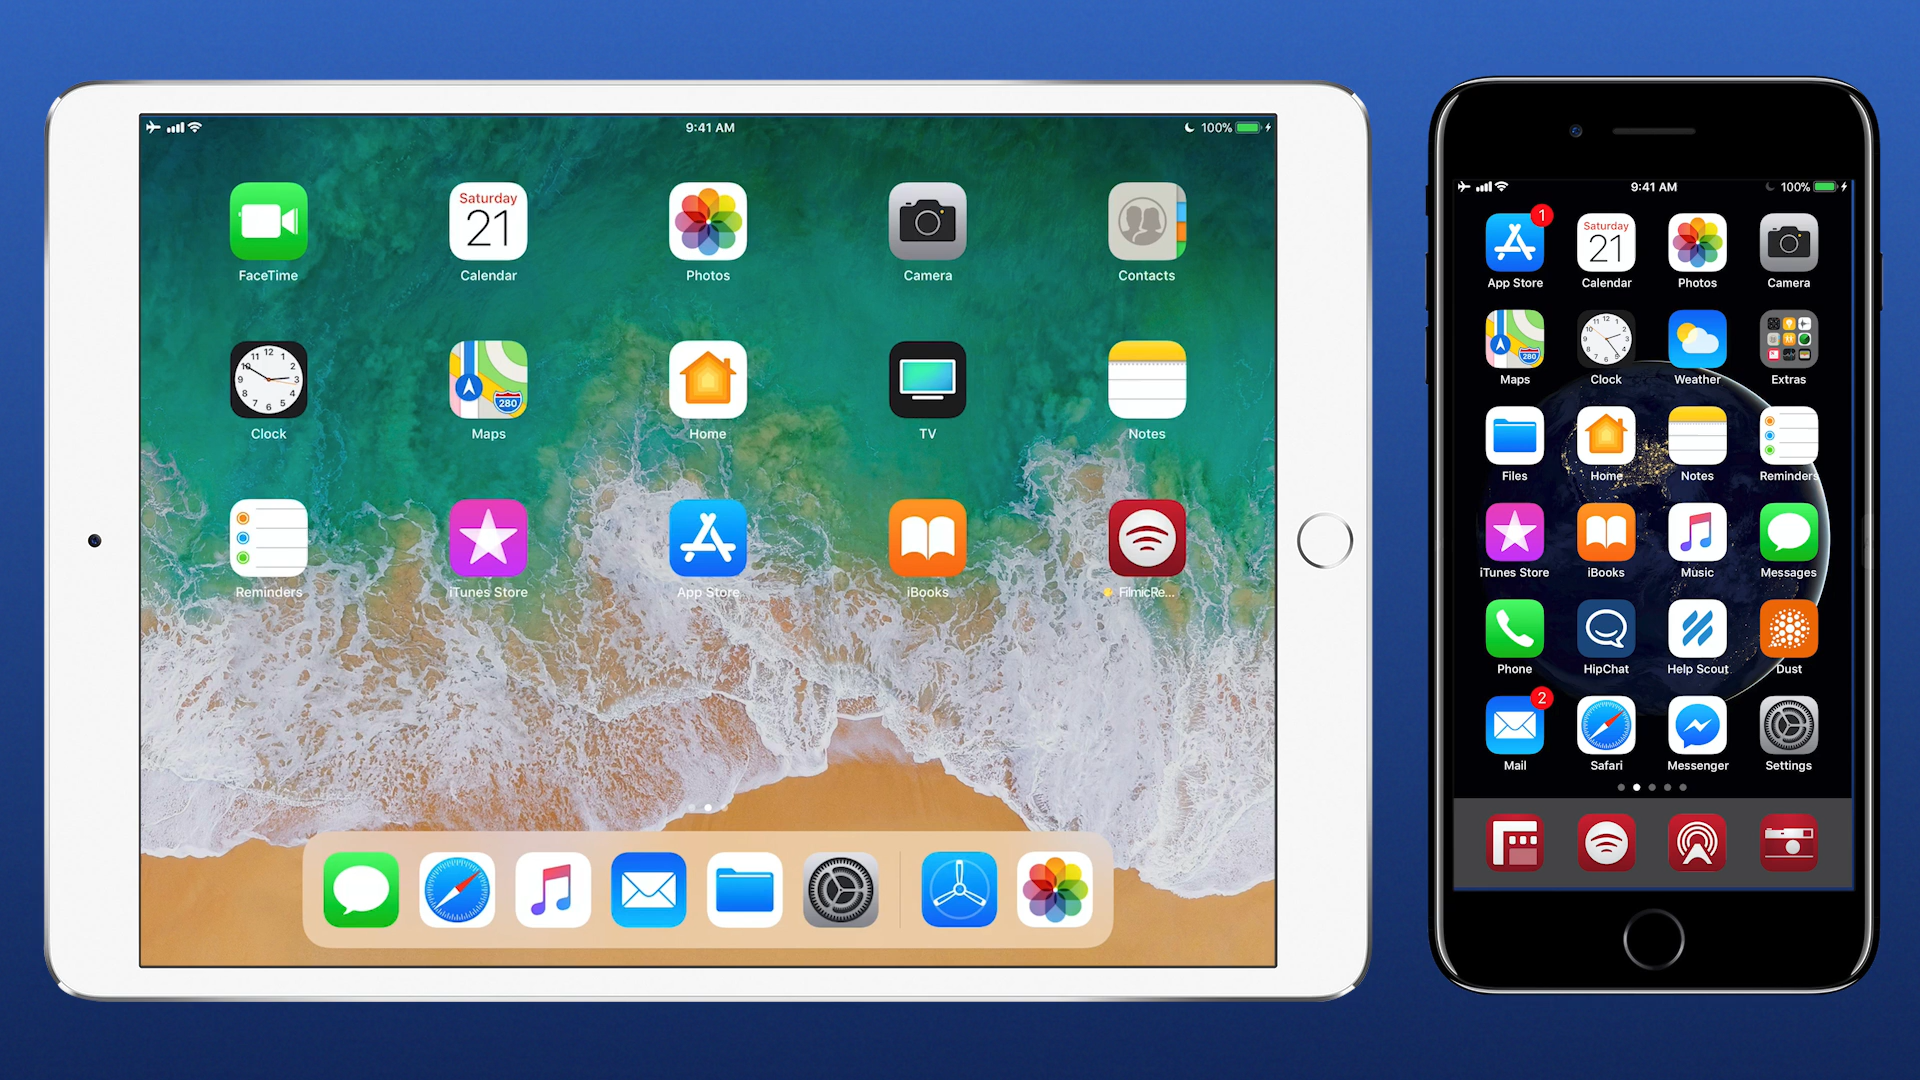 9:41 AM
100%
Saturday
21
FaceTime
Calendar
Photos
Camera
Contacts
280
Clock
Maps
Home
TV
Notes
Reminders
iTunes Store
App Store
iBooks
FilmicRe...
9:41 AM
100%
1
Saturday
21
App Store
Calendar
Photos
Camera
280
Maps
Clock
Weather
Extras
Files
Home
Notes
Reminders
iTunes Store
iBooks
Music
Messages
Phone
HipChat
Help Scout
Dust
2
Mail
Safari
Messenger
Settings